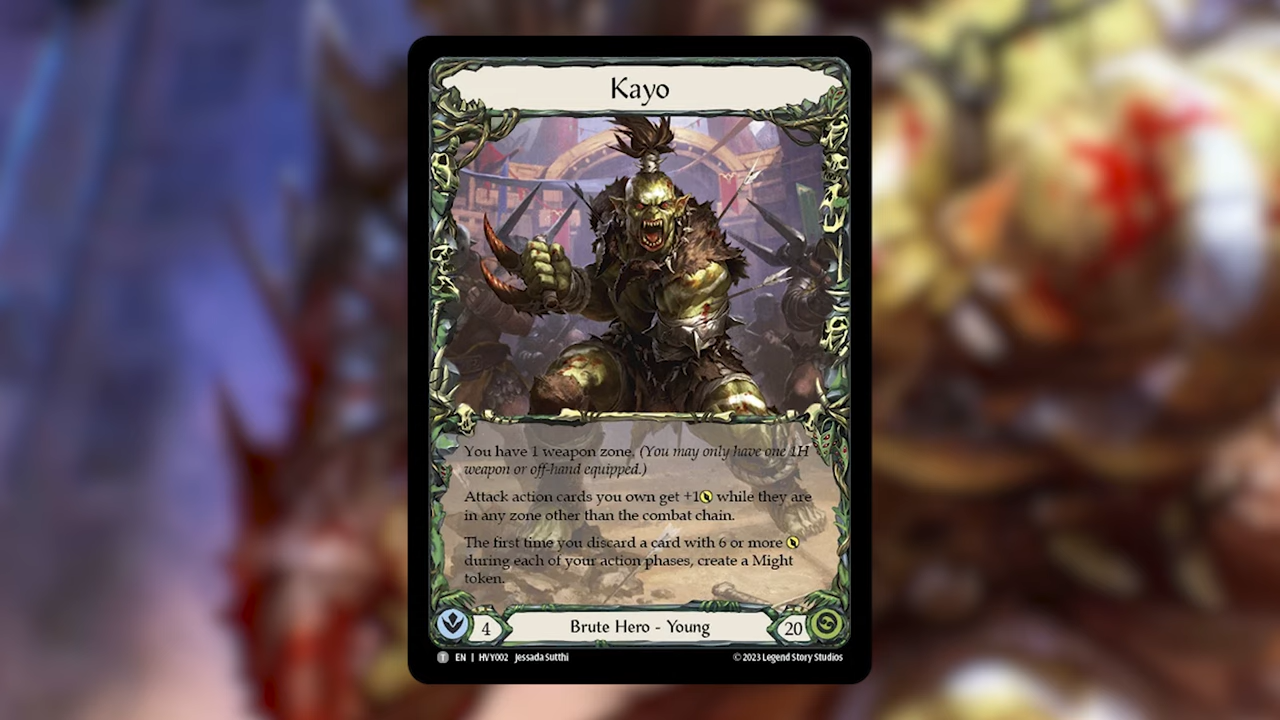 Kayo
You have 1 weapon zone. (You may only have one 1H
weapon or off-hand equipped.)
Attack action cards you own get +1 while they are
in any zone other than the combat chain.
The first time you discard a card with 6 or more
during each of your action phases, create a Might
token.
4
Brute Hero - Young
20
T EN | HVY002 Jessada Sutthi
© 2023 Legend Story Studios